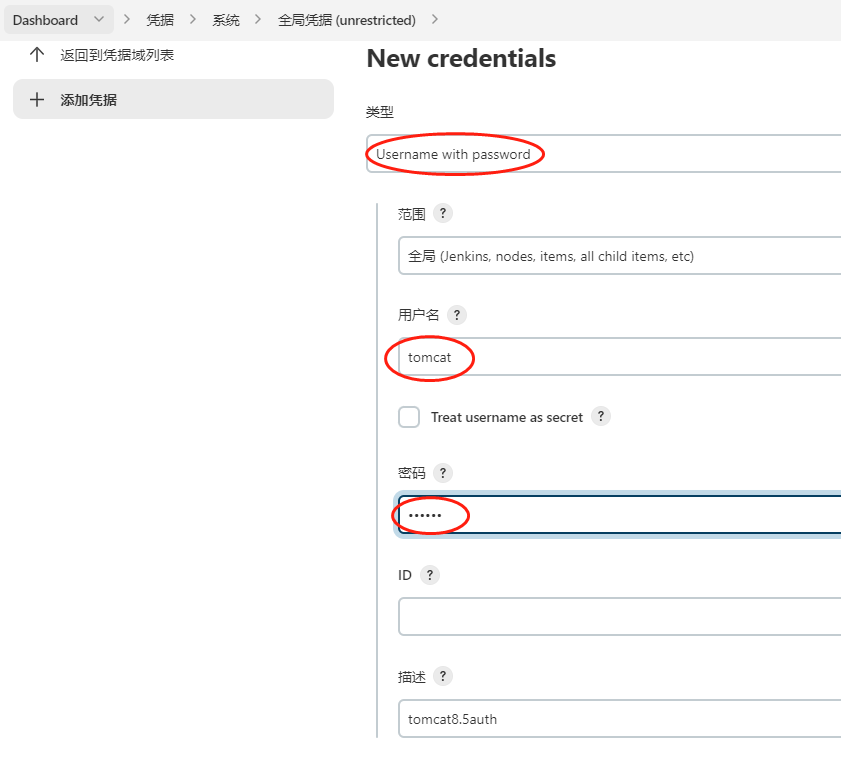 Dashboard 凭据 系统 全局凭据 (unrestricted)
返回到凭据域列表
添加凭据
New credentials
类型
Username with password
范围 ?
全局 (Jenkins, nodes, items, all child items, etc)
用户名 ?
tomcat
Treat username as secret ?
密码 ?
••••••
ID ?
描述 ?
tomcat8.5auth